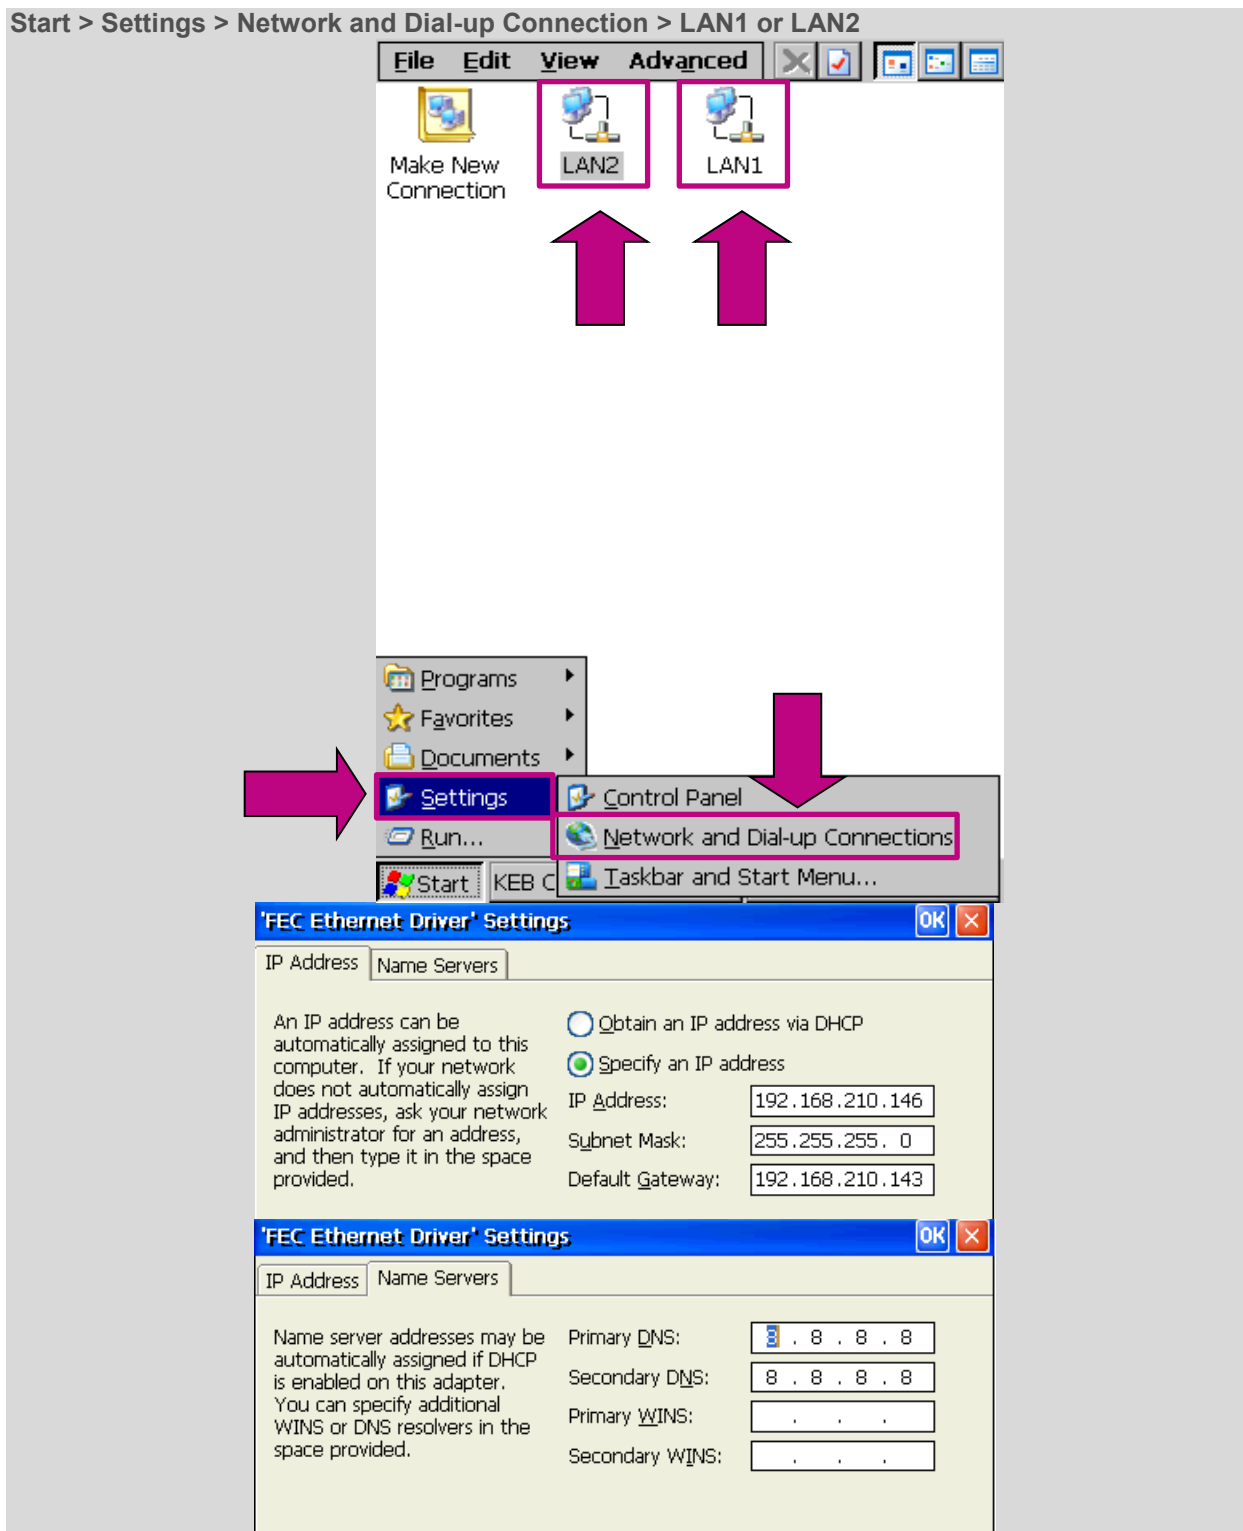 Start > Settings > Network and Dial-up Connection > LAN1 or LAN2
File Edit View Advanced
Make New Connection
LAN2
LAN1
Programs
Favorites
Documents
Settings
Run...
Control Panel
Network and Dial-up Connections
Taskbar and Start Menu...
Start
KEB C
'FEC Ethernet Driver' Settings
OK
IP Address
Name Servers
An IP address can be
automatically assigned to this
computer. If your network
does not automatically assign
IP addresses, ask your network
administrator for an address,
and then type it in the space
provided.
Obtain an IP address via DHCP
Specify an IP address
IP Address: 192.168.210.146
Subnet Mask: 255.255.255. 0
Default Gateway: 192.168.210.143
'FEC Ethernet Driver' Settings
OK
IP Address
Name Servers
Name server addresses may be
automatically assigned if DHCP
is enabled on this adapter.
You can specify additional
WINS or DNS resolvers in the
space provided.
Primary DNS: 8 . 8 . 8 . 8
Secondary DNS: 8 . 8 . 8 . 8
Primary WINS: . . .
Secondary WINS: . . .